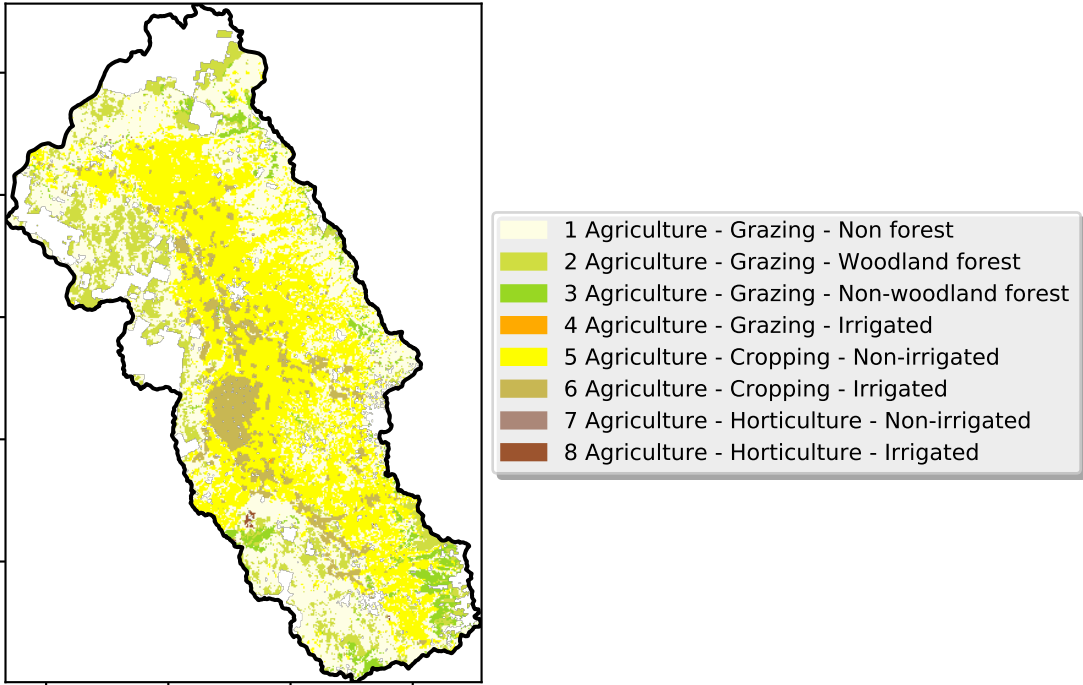 1 Agriculture - Grazing - Non forest
2 Agriculture - Grazing - Woodland forest
3 Agriculture - Grazing - Non-woodland forest
4 Agriculture - Grazing - Irrigated
5 Agriculture - Cropping - Non-irrigated
6 Agriculture - Cropping - Irrigated
7 Agriculture - Horticulture - Non-irrigated
8 Agriculture - Horticulture - Irrigated